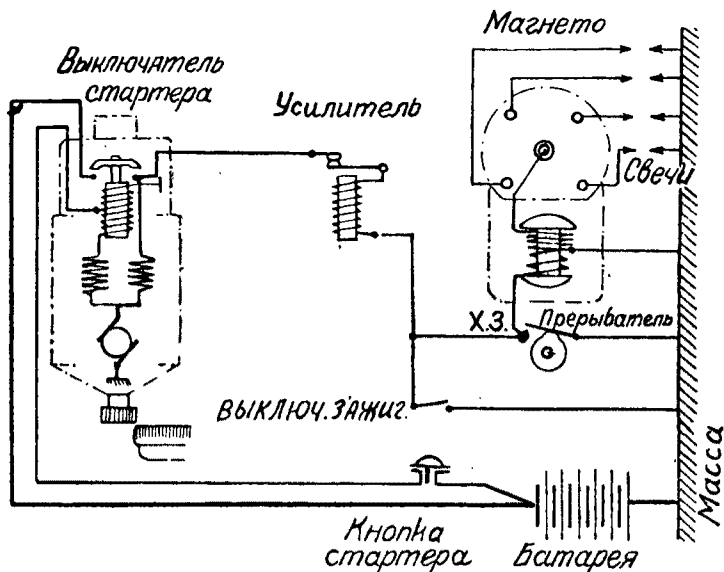 Магнето
Выключатель
стартера
Усилитель
Свечи
Х.З.
Прерыватель
ВЫКЛЮЧ. ЗАЖИГ.
Масса
Кнопка
стартера
Батарея